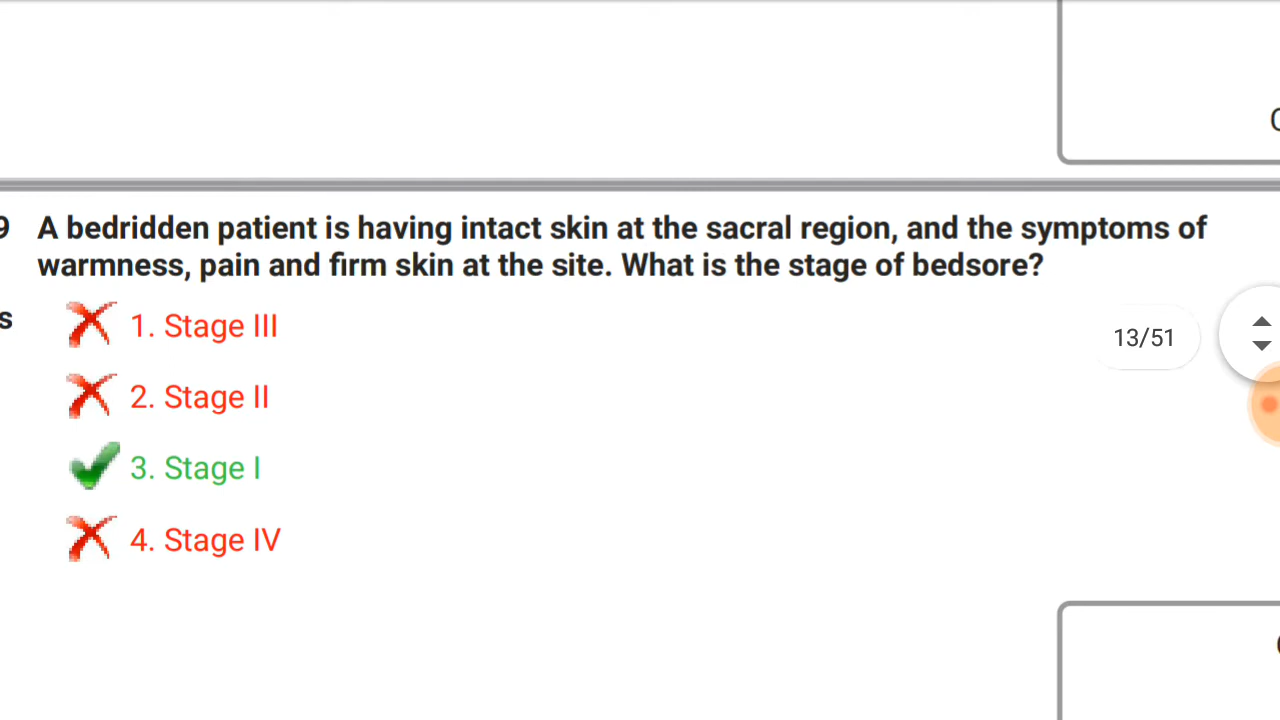 9 A bedridden patient is having intact skin at the sacral region, and the symptoms of
warmness, pain and firm skin at the site. What is the stage of bedsore?
s
1. Stage III
13/51
2. Stage II
3. Stage I
4. Stage IV